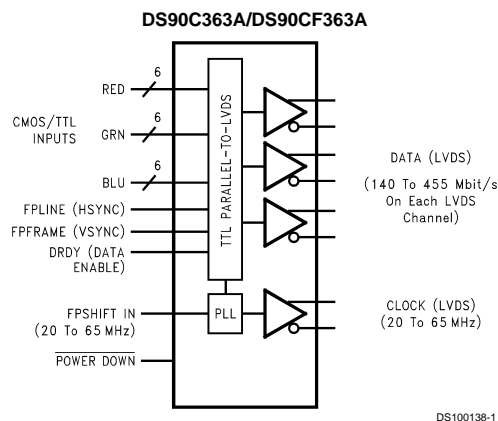 DS90C363A/DS90CF363A
CMOS/TTL
INPUTS
RED
6
GRN
6
BLU
6
FPLINE (HSYNC)
FPFRAME (VSYNC)
DRDY (DATA
ENABLE)
FPSHIFT IN
(20 To 65 MHz)
POWER DOWN
TTL PARALLEL-TO-LVDS
PLL
DATA (LVDS)
(140 To 455 Mbit/s
On Each LVDS
Channel)
CLOCK (LVDS)
(20 To 65 MHz)
DS100138-1